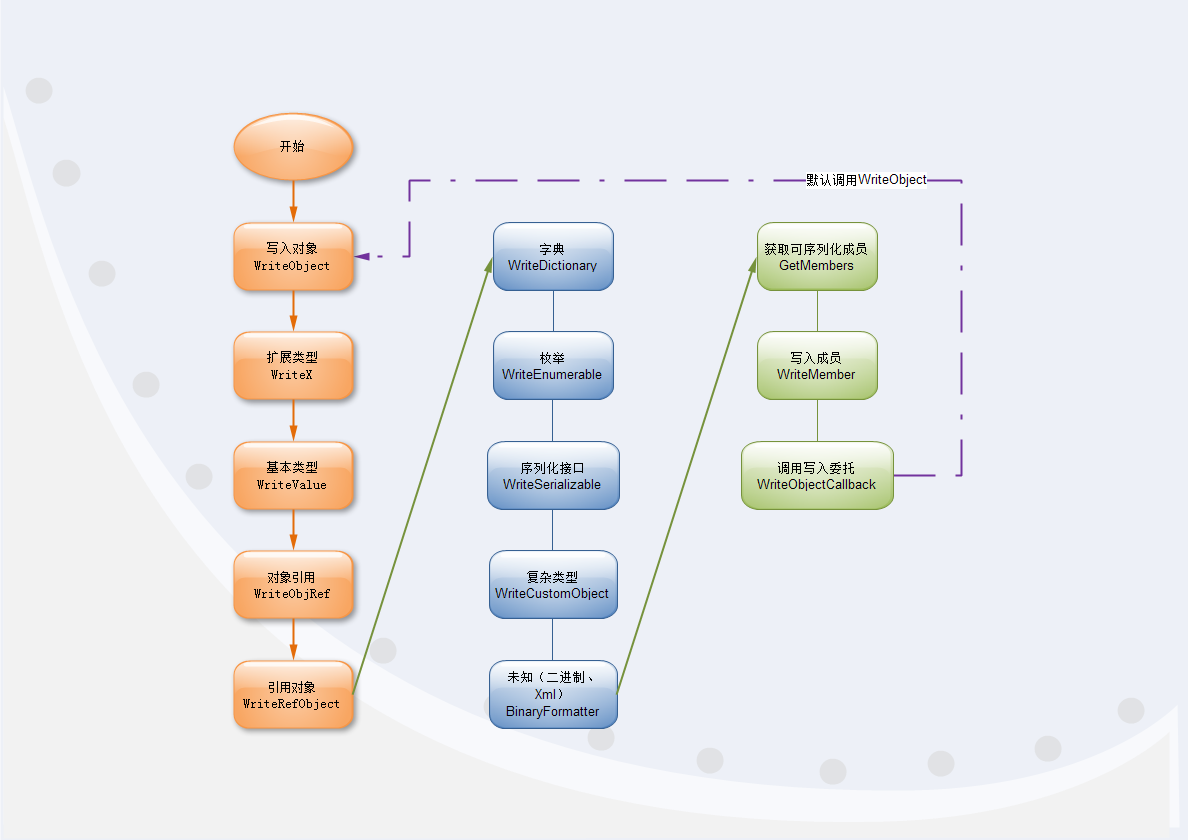 开始
写入对象
WriteObject
扩展类型
WriteX
基本类型
WriteValue
对象引用
WriteObjRef
引用对象
WriteRefObject
字典
WriteDictionary
枚举
WriteEnumerable
序列化接口
WriteSerializable
复杂类型
WriteCustomObject
未知（二进制、
Xml）
BinaryFormatter
获取可序列化成员
GetMembers
写入成员
WriteMember
调用写入委托
WriteObjectCallback
默认调用WriteObject